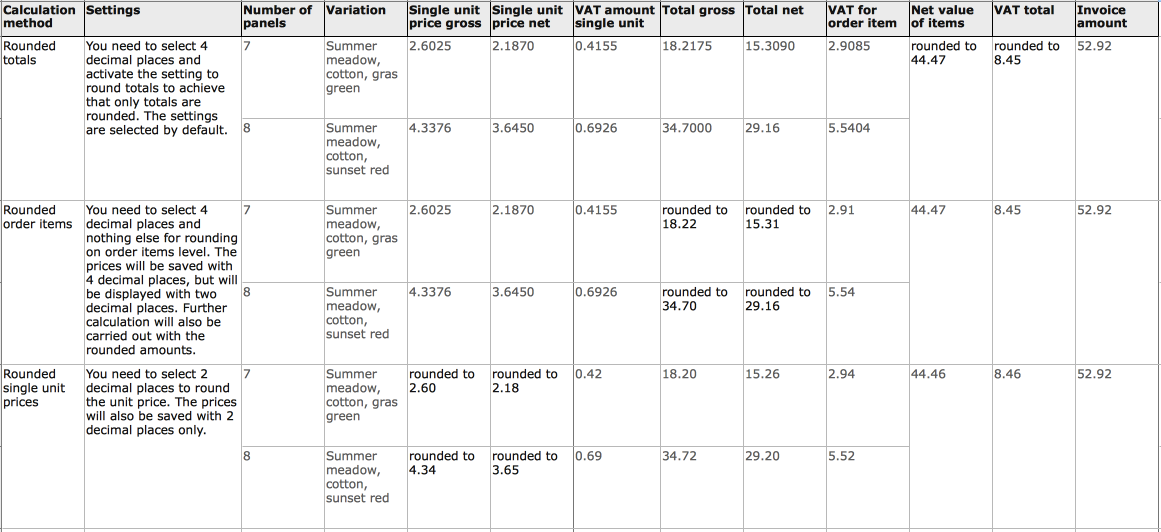 Calculation method Settings Number of panels Variation Single unit price gross Single unit price net VAT amount single unit Total gross Total net VAT for order item Net value of items VAT total Invoice amount
Rounded
totals
You need to select 4
decimal places and
activate the setting to
round totals to achieve
that only totals are
rounded. The settings
are selected by default.
7
Summer
meadow,
cotton, gras
green
2.6025
2.1870
0.4155
18.2175
15.3090
2.9085
rounded to
44.47
rounded to
8.45
52.92
8
Summer
meadow,
cotton,
sunset red
4.3376
3.6450
0.6926
34.7000
29.16
5.5404
Rounded
order items
You need to select 4
decimal places and
nothing else for rounding
on order items level. The
prices will be saved with
4 decimal places, but will
be displayed with two
decimal places. Further
calculation will also be
carried out with the
rounded amounts.
7
Summer
meadow,
cotton, gras
green
2.6025
2.1870
0.4155
rounded to
18.22
rounded to
15.31
2.91
44.47
8.45
52.92
8
Summer
meadow,
cotton,
sunset red
4.3376
3.6450
0.6926
rounded to
34.70
rounded to
29.16
5.54
Rounded
single unit
prices
You need to select 2
decimal places to round
the unit price. The prices
will also be saved with 2
decimal places only.
7
Summer
meadow,
cotton, gras
green
rounded to
2.60
rounded to
2.18
0.42
18.20
15.26
2.94
44.46
8.46
52.92
8
Summer
meadow,
cotton,
sunset red
rounded to
4.34
rounded to
3.65
0.69
34.72
29.20
5.52